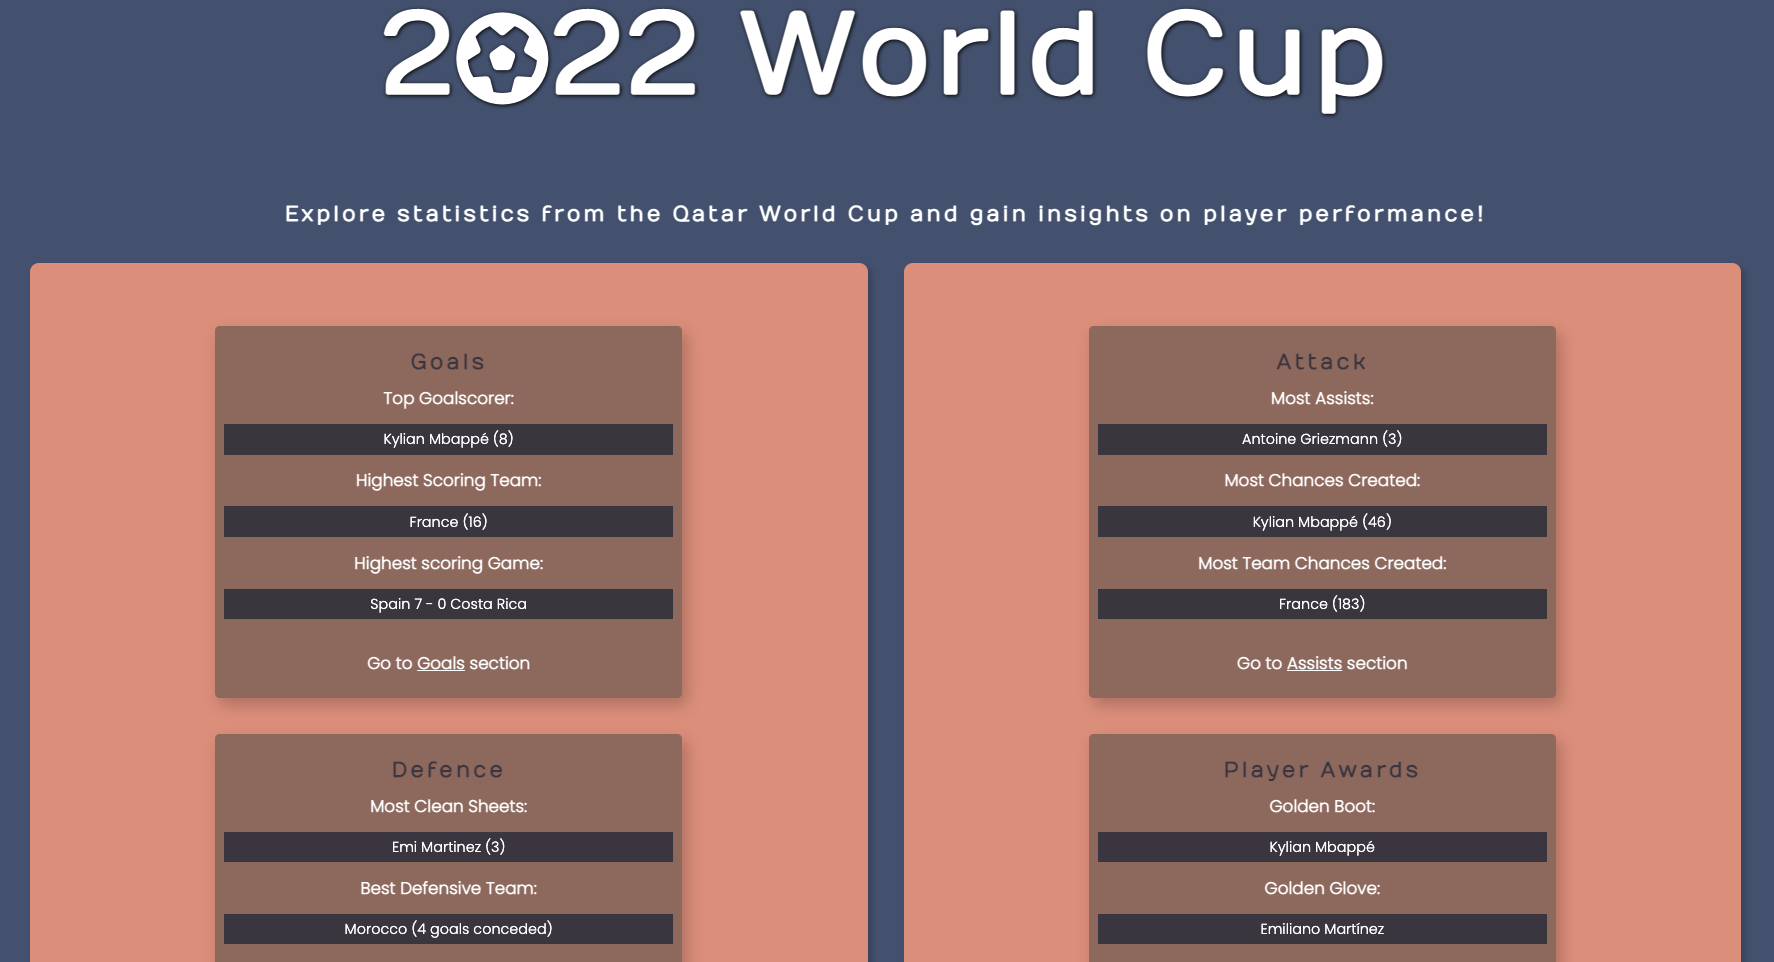 2022 World Cup
Explore statistics from the Qatar World Cup and gain insights on player performance!
Goals
Top Goalscorer:
Kylian Mbappé (8)
Highest Scoring Team:
France (16)
Highest scoring Game:
Spain 7 - 0 Costa Rica
Go to Goals section
Attack
Most Assists:
Antoine Griezmann (3)
Most Chances Created:
Kylian Mbappé (46)
Most Team Chances Created:
France (183)
Go to Assists section
Defence
Most Clean Sheets:
Emi Martinez (3)
Best Defensive Team:
Morocco (4 goals conceded)
Player Awards
Golden Boot:
Kylian Mbappé
Golden Glove:
Emiliano Martínez